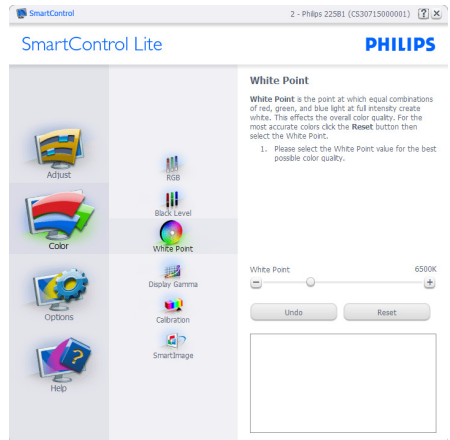 SmartControl
2 - Philips 225B1 (CS30715000001) ? X
SmartControl Lite
PHILIPS
Adjust
Color
Options
Help
RGB
Black Level
White Point
Display Gamma
Calibration
SmartImage
White Point
White Point is the point at which equal combinations
of red, green, and blue light at full intensity create
white. This effects the overall color quality. For the
most accurate colors click the Reset button then
select the White Point.
1. Please select the White Point value for the best
possible color quality.
White Point 6500K
Undo Reset